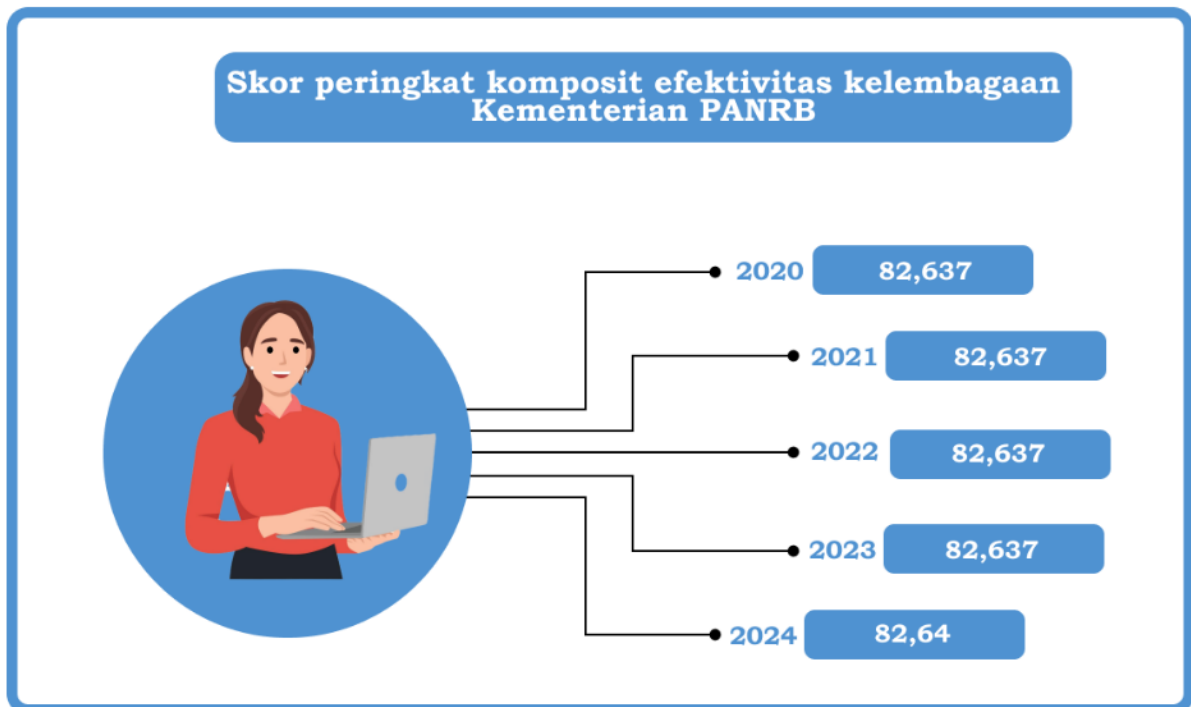 Skor peringkat komposit efektivitas kelembagaan
Kementerian PANRB
2020 82,637
2021 82,637
2022 82,637
2023 82,637
2024 82,64